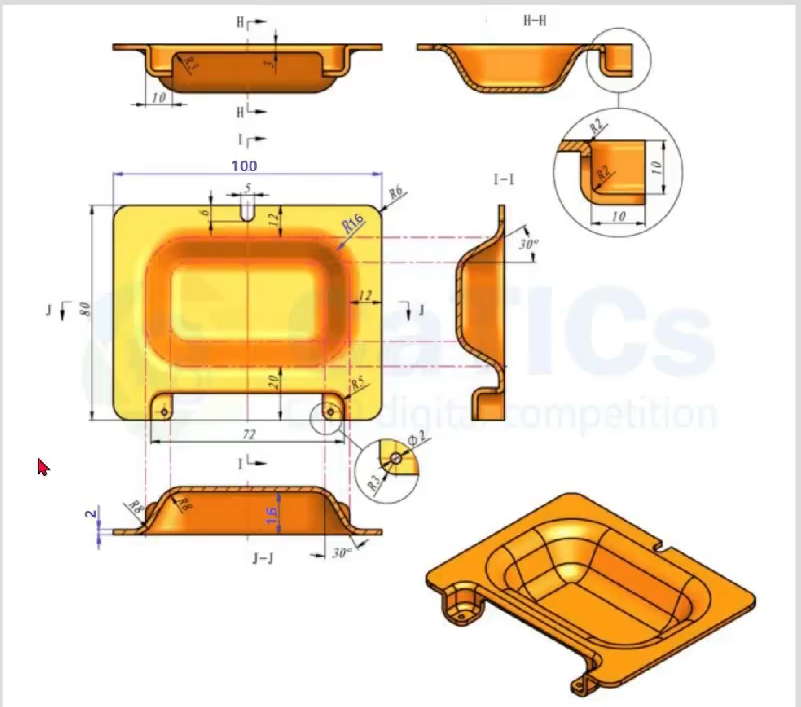 H
H-H
R3
3
10
H
I
100
5
R6
I-I
R2
6
12
R16
R2
10
10
30°
80
J
12
J
CaTICs
digital competition
20
R5
72
Φ2
I
R3
R8
R8
2
16
30°
J-J